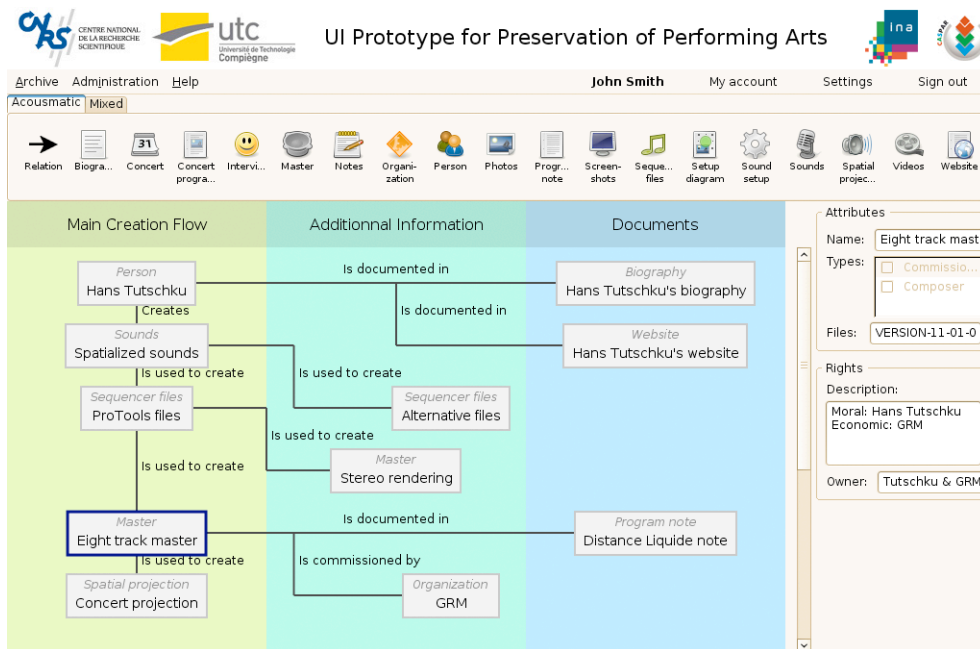 CNRS
CENTRE NATIONAL
DE LA RECHERCHE
SCIENTIFIQUE
utc
Université de Technologie
Compiègne
UI Prototype for Preservation of Performing Arts
ina
CASPAR
Archive Administration Help
John Smith My account Settings Sign out
Acousmatic Mixed
31
Relation Biogra... Concert Concert progra... Intervi... Master Notes Organi-zation Person Photos Progr... note Screen-shots Seque... files Setup diagram Sound setup Sounds Spatial projec... Videos Website
Main Creation Flow Additionnal Information Documents
Person
Hans Tutschku
Is documented in
Biography
Hans Tutschku's biography
Creates
Is documented in
Sounds
Spatialized sounds
Website
Hans Tutschku's website
Is used to create
Is used to create
Sequencer files
ProTools files
Sequencer files
Alternative files
Is used to create
Is used to create
Master
Stereo rendering
Master
Eight track master
Is documented in
Program note
Distance Liquide note
Is used to create
Is commissioned by
Spatial projection
Concert projection
Organization
GRM
Attributes
Name: Eight track mast
Types: Commissio...
Composer
Files: VERSION-11-01-0
Rights
Description:
Moral: Hans Tutschku
Economic: GRM
Owner: Tutschku & GRM